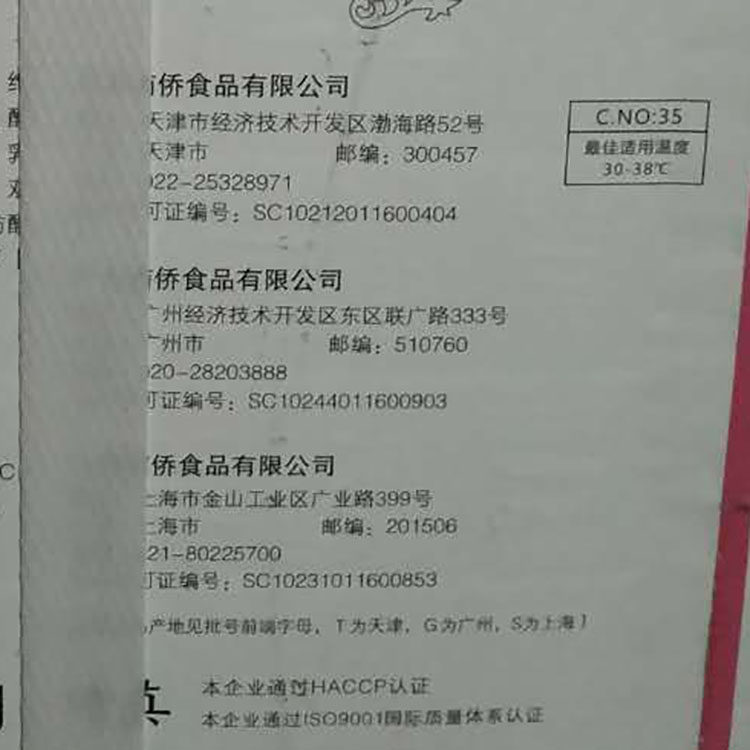 侨食品有限公司
天津市经济技术开发区渤海路52号
天津市 邮编：300457
022-25328971
可证编号：SC10212011600404
侨食品有限公司
广州经济技术开发区东区联广路333号
广州市 邮编：510760
020-28203888
可证编号：SC10244011600903
侨食品有限公司
上海市金山工业区广业路399号
上海市 邮编：201506
021-80225700
可证编号：SC10231011600853
产地见批号前端字母，T为天津，G为广州，S为上海）
本企业通过HACCP认证
本企业通过ISO9001国际质量体系认证
C.NO:35
最佳适用温度
30-38℃